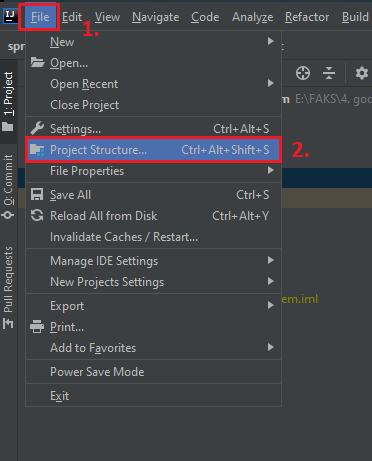 IJ File Edit View Navigate Code Analyze Refactor Build
1.
spr
New
Open...
Open Recent
Close Project
em E:\FAKS\4. goo
Settings... Ctrl+Alt+S
Project Structure... Ctrl+Alt+Shift+S
2.
File Properties
Save All Ctrl+S
Reload All from Disk Ctrl+Alt+Y
Invalidate Caches / Restart...
Manage IDE Settings
New Projects Settings
em.iml
Export
Print...
Add to Favorites
Power Save Mode
Exit
1: Project
0: Commit
Pull Requests